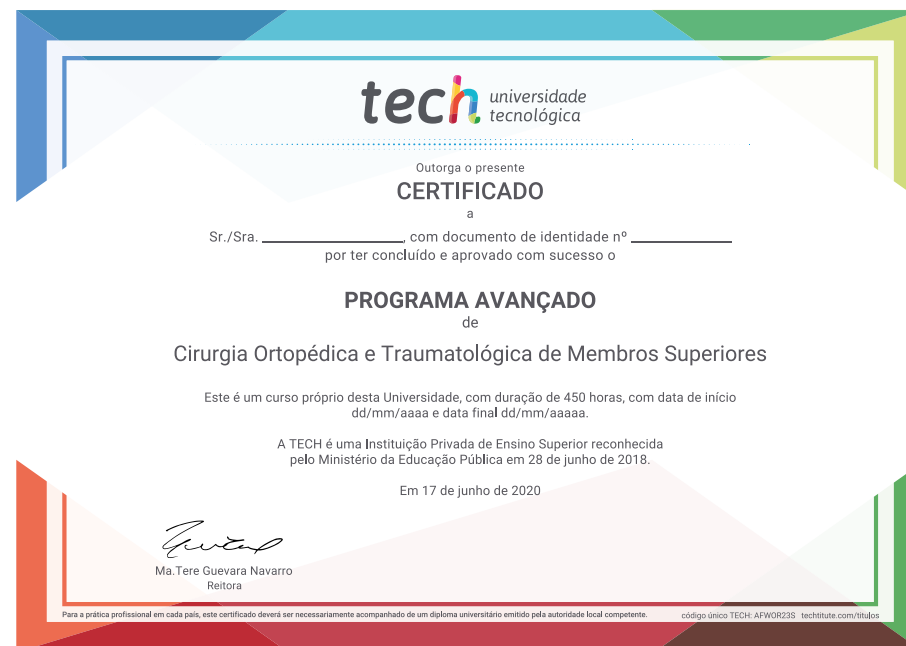 tech universidade
tecnológica
Outorga o presente
CERTIFICADO
a
Sr./Sra. ________________, com documento de identidade nº ____________
por ter concluído e aprovado com sucesso o
PROGRAMA AVANÇADO
de
Cirurgia Ortopédica e Traumatológica de Membros Superiores
Este é um curso próprio desta Universidade, com duração de 450 horas, com data de início
dd/mm/aaaa e data final dd/mm/aaaaa.
A TECH é uma Instituição Privada de Ensino Superior reconhecida
pelo Ministério da Educação Pública em 28 de junho de 2018.
Em 17 de junho de 2020
Ma.Tere Guevara Navarro
Reitora
Para a prática profissional em cada país, este certificado deverá ser necessariamente acompanhado de um diploma universitário emitido pela autoridade local competente.
código único TECH: AFWOR23S techtitute.com/titulos